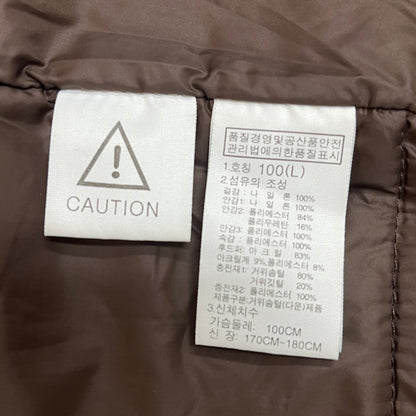 CAUTION
품질경영및공산품안전
관리법에의한품질표시
1.호칭 100(L)
2.섬유의 조성
겉감: 나 일 론 100%
안감1: 나 일 론 100%
안감2: 폴리에스터 84%
폴리우레탄 16%
안감3: 폴리에스터 100%
속감: 폴리에스터 100%
후드퍼: 아 크 릴 83%
아크릴계 9%,폴리에스터 8%
충전재1: 거위솜털 80%
거위깃털 20%
충전재2: 폴리에스터 100%
제품구분:거위털(다운)제품
3.신체치수
가슴둘레: 100CM
신 장: 170CM~180CM